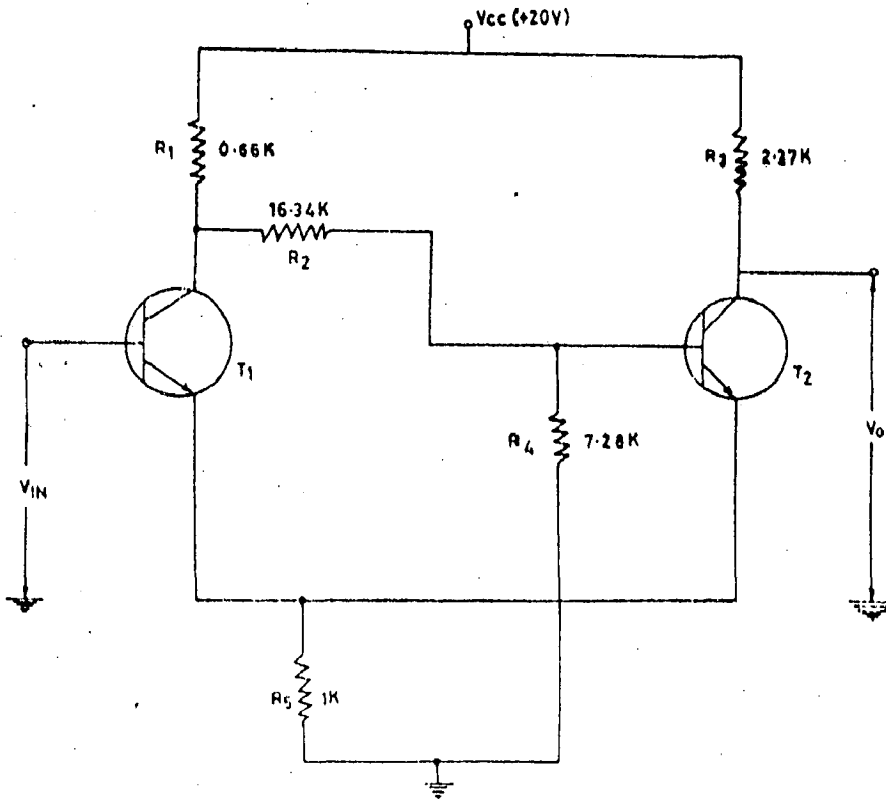 Vcc (+20V)
R1 0.66K
R3 2.27K
16.34K
R2
T1
T2
R4 7.28K
VIN
Vo
R5 1K